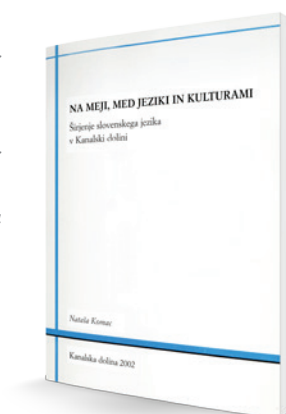 NA MEJI, MED JEZIKI IN KULTURAMI
Širjenje slovenskega jezika
v Kanalski dolini
Nataša Komac
Kanalska dolina 2002